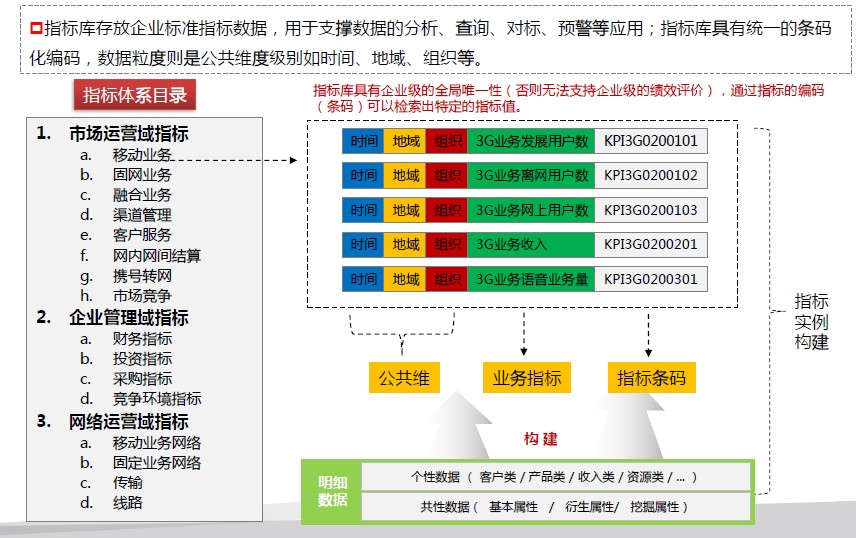 指标库存放企业标准指标数据，用于支撑数据的分析、查询、对标、预警等应用；指标库具有统一的条码
化编码，数据粒度则是公共维度级别如时间、地域、组织等。
指标体系目录
指标库具有企业级的全局唯一性（否则无法支持企业级的绩效评价），通过指标的编码
（条码）可以检索出特定的指标值。
1. 市场运营域指标
a. 移动业务
b. 固网业务
c. 融合业务
d. 渠道管理
e. 客户服务
f. 网内网间结算
g. 携号转网
h. 市场竞争
2. 企业管理域指标
a. 财务指标
b. 投资指标
c. 采购指标
d. 竞争环境指标
3. 网络运营域指标
a. 移动业务网络
b. 固定业务网络
c. 传输
d. 线路
时间 地域 组织 3G业务发展用户数 KPI3G0200101
时间 地域 组织 3G业务离网用户数 KPI3G0200102
时间 地域 组织 3G业务网上用户数 KPI3G0200103
时间 地域 组织 3G业务收入 KPI3G0200201
时间 地域 组织 3G业务语音业务量 KPI3G0200301
指标
实例
构建
公共维 业务指标 指标条码
构 建
明细
数据
个性数据（ 客户类 / 产品类 / 收入类 / 资源类 / ... ）
共性数据（ 基本属性 / 衍生属性/ 挖掘属性）